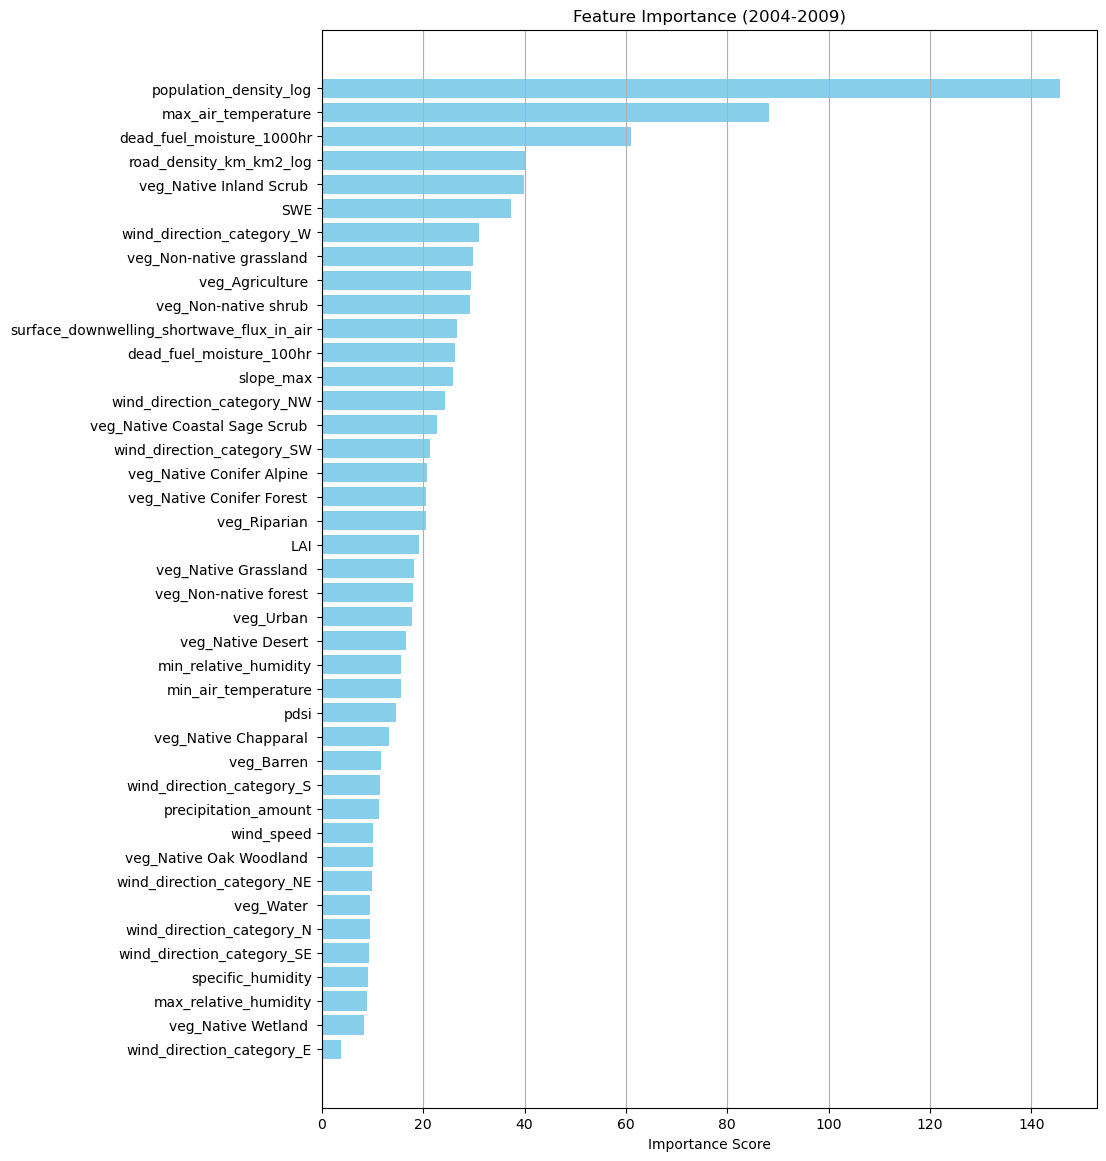 Feature Importance (2004-2009)
population_density_log
max_air_temperature
dead_fuel_moisture_1000hr
road_density_km_km2_log
veg_Native Inland Scrub
SWE
wind_direction_category_W
veg_Non-native grassland
veg_Agriculture
veg_Non-native shrub
surface_downwelling_shortwave_flux_in_air
dead_fuel_moisture_100hr
slope_max
wind_direction_category_NW
veg_Native Coastal Sage Scrub
wind_direction_category_SW
veg_Native Conifer Alpine
veg_Native Conifer Forest
veg_Riparian
LAI
veg_Native Grassland
veg_Non-native forest
veg_Urban
veg_Native Desert
min_relative_humidity
min_air_temperature
pdsi
veg_Native Chapparal
veg_Barren
wind_direction_category_S
precipitation_amount
wind_speed
veg_Native Oak Woodland
wind_direction_category_NE
veg_Water
wind_direction_category_N
wind_direction_category_SE
specific_humidity
max_relative_humidity
veg_Native Wetland
wind_direction_category_E
0 20 40 60 80 100 120 140
Importance Score